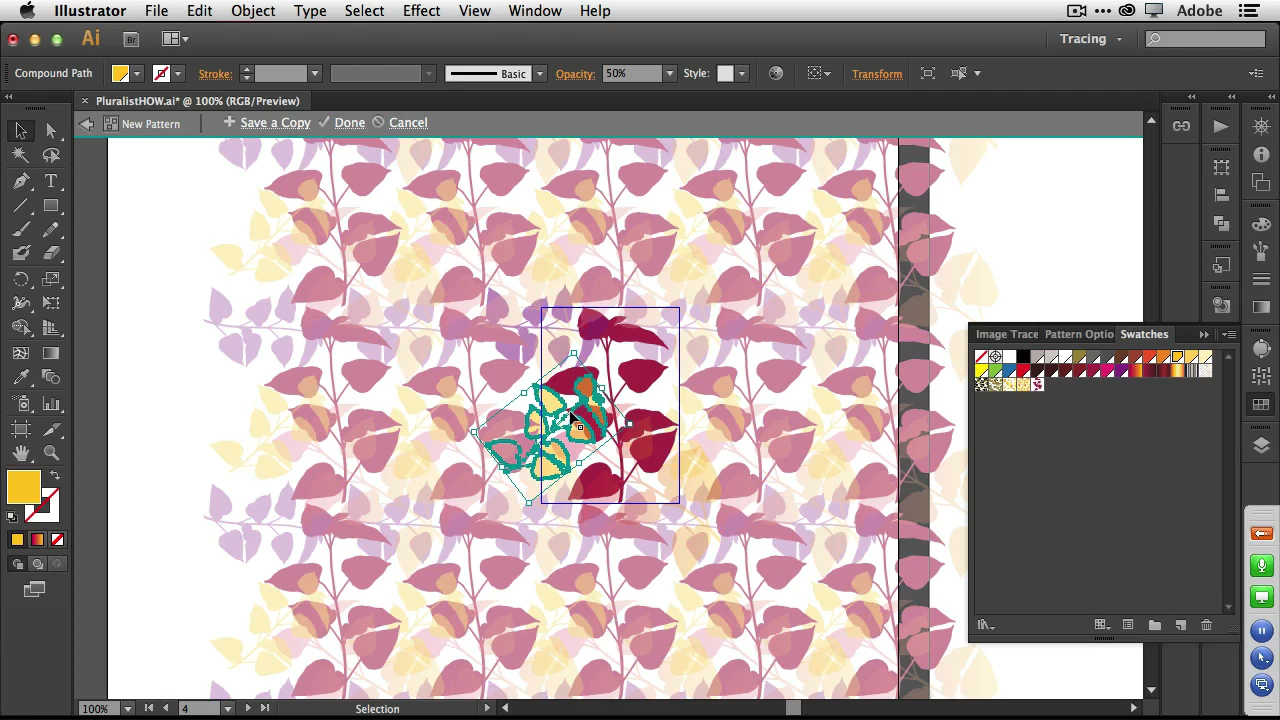 Illustrator File Edit Object Type Select Effect View Window Help Adobe
Ai Br Tracing
Compound Path Stroke: Basic Opacity: 50% Style: Transform
× PluralistHOW.ai* @ 100% (RGB/Preview)
New Pattern Save a Copy Done Cancel
Image Trace Pattern Optio Swatches
T
100% 4 Selection